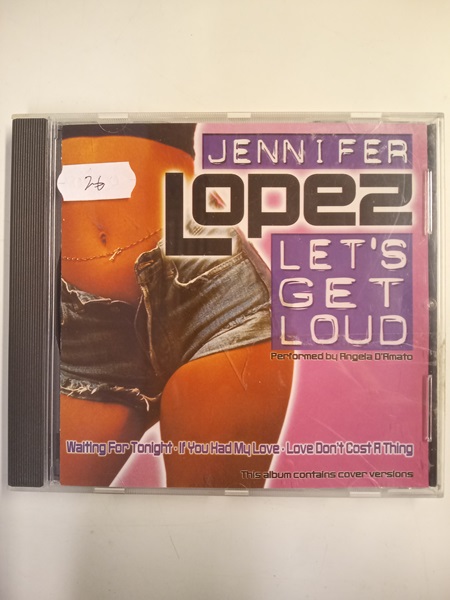 JENNIFER
Lopez
LET'S
GET
LOUD
Performed by Angela D'Amato
Waiting For Tonight · If You Had My Love · Love Don't Cost A Thing
This album contains cover versions